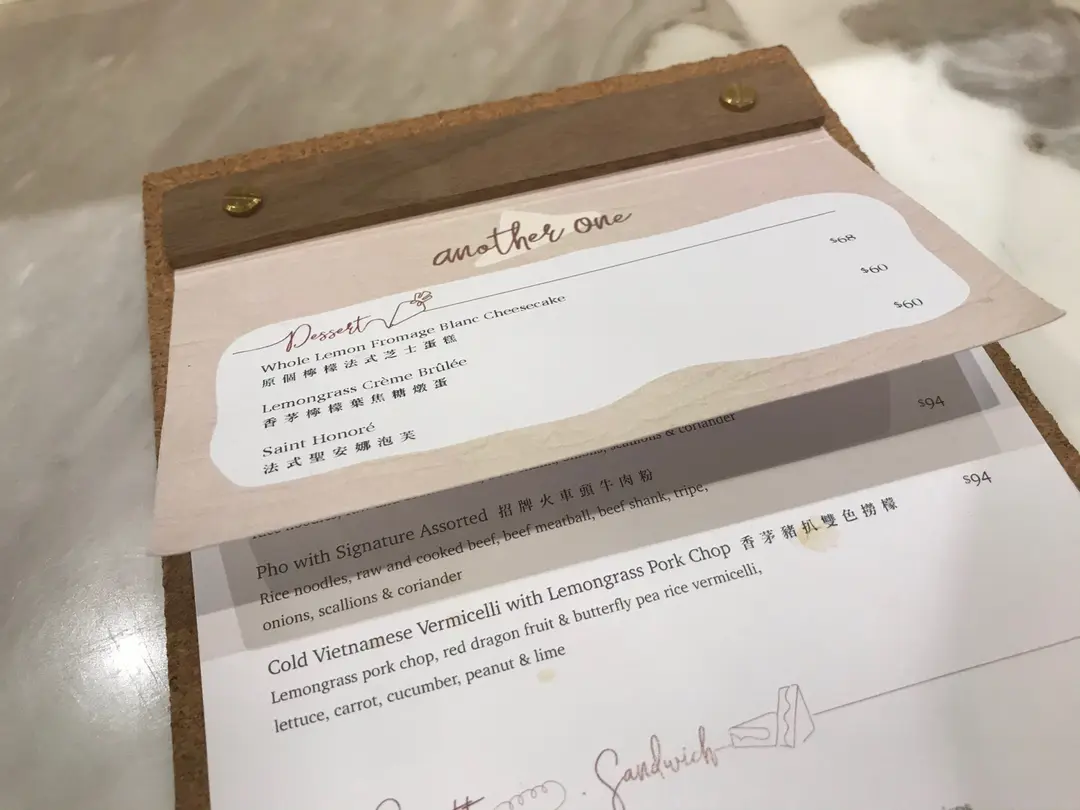 another one
Dessert
Whole Lemon Fromage Blanc Cheesecake $68
原個檸檬法式芝士蛋糕
Lemongrass Crème Brûlée $60
香茅檸檬葉焦糖燉蛋
Saint Honoré $60
法式聖安娜泡芙
scallions & coriander
Pho with Signature Assorted 招牌火車頭牛肉粉 $94
Rice noodles, raw and cooked beef, beef meatball, beef shank, tripe,
onions, scallions & coriander
Cold Vietnamese Vermicelli with Lemongrass Pork Chop 香茅豬扒雙色撈檬 $94
Lemongrass pork chop, red dragon fruit & butterfly pea rice vermicelli,
lettuce, carrot, cucumber, peanut & lime
Sandwich